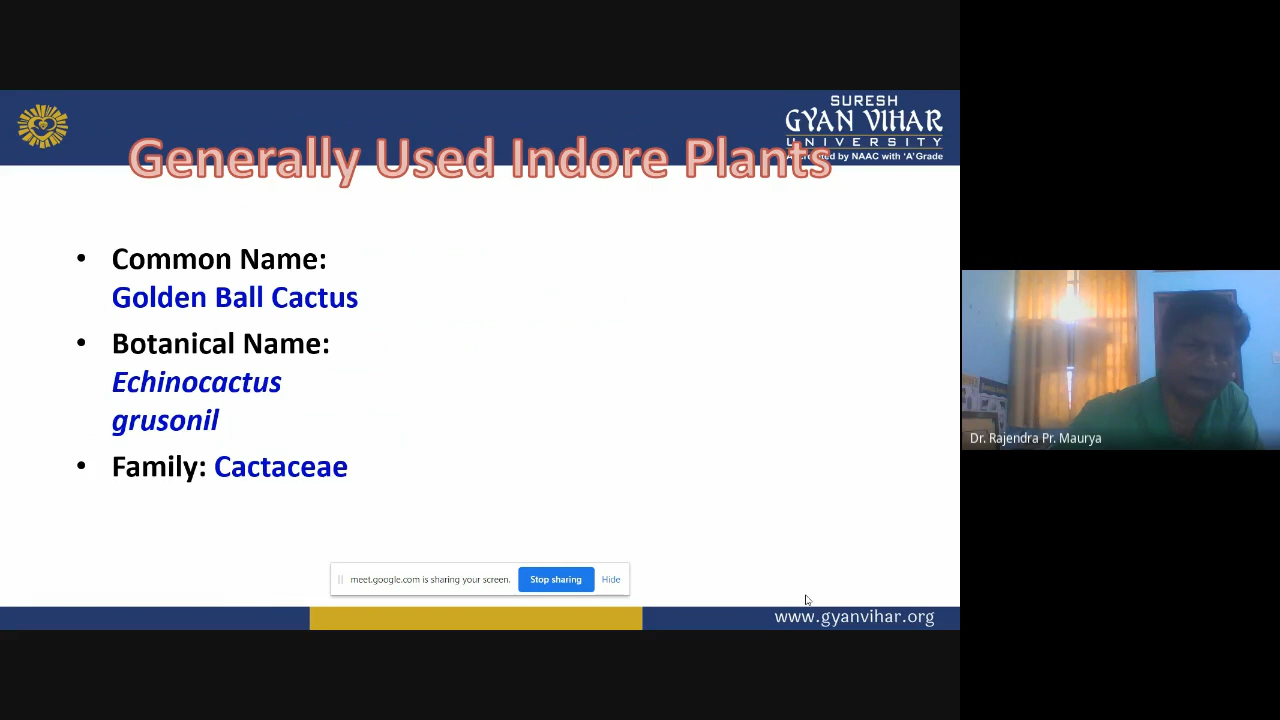 SURESH
GYAN VIHAR
UNIVERSITY
Accredited by NAAC with 'A' Grade
Generally Used Indore Plants
• Common Name:
Golden Ball Cactus
• Botanical Name:
Echinocactus
grusonil
• Family: Cactaceae
meet.google.com is sharing your screen. Stop sharing Hide
www.gyanvihar.org
Dr. Rajendra Pr. Maurya